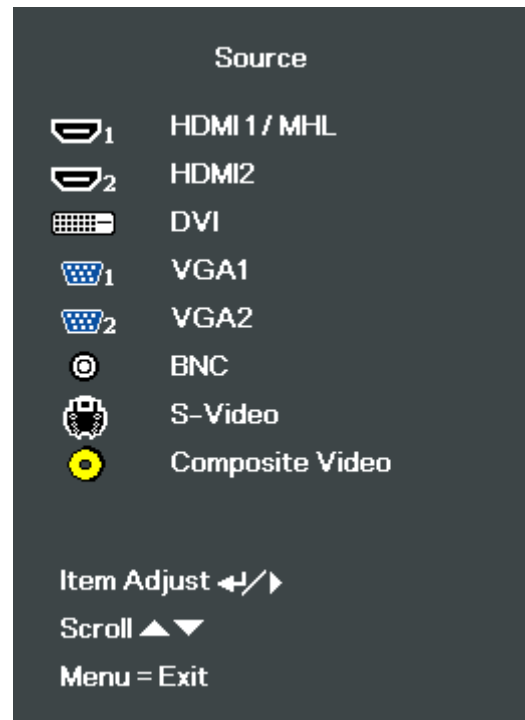 Source
1 HDMI 1 / MHL
2 HDMI2
DVI
1 VGA1
2 VGA2
BNC
S-Video
Composite Video
Item Adjust ↵/▶
Scroll ▲▼
Menu = Exit